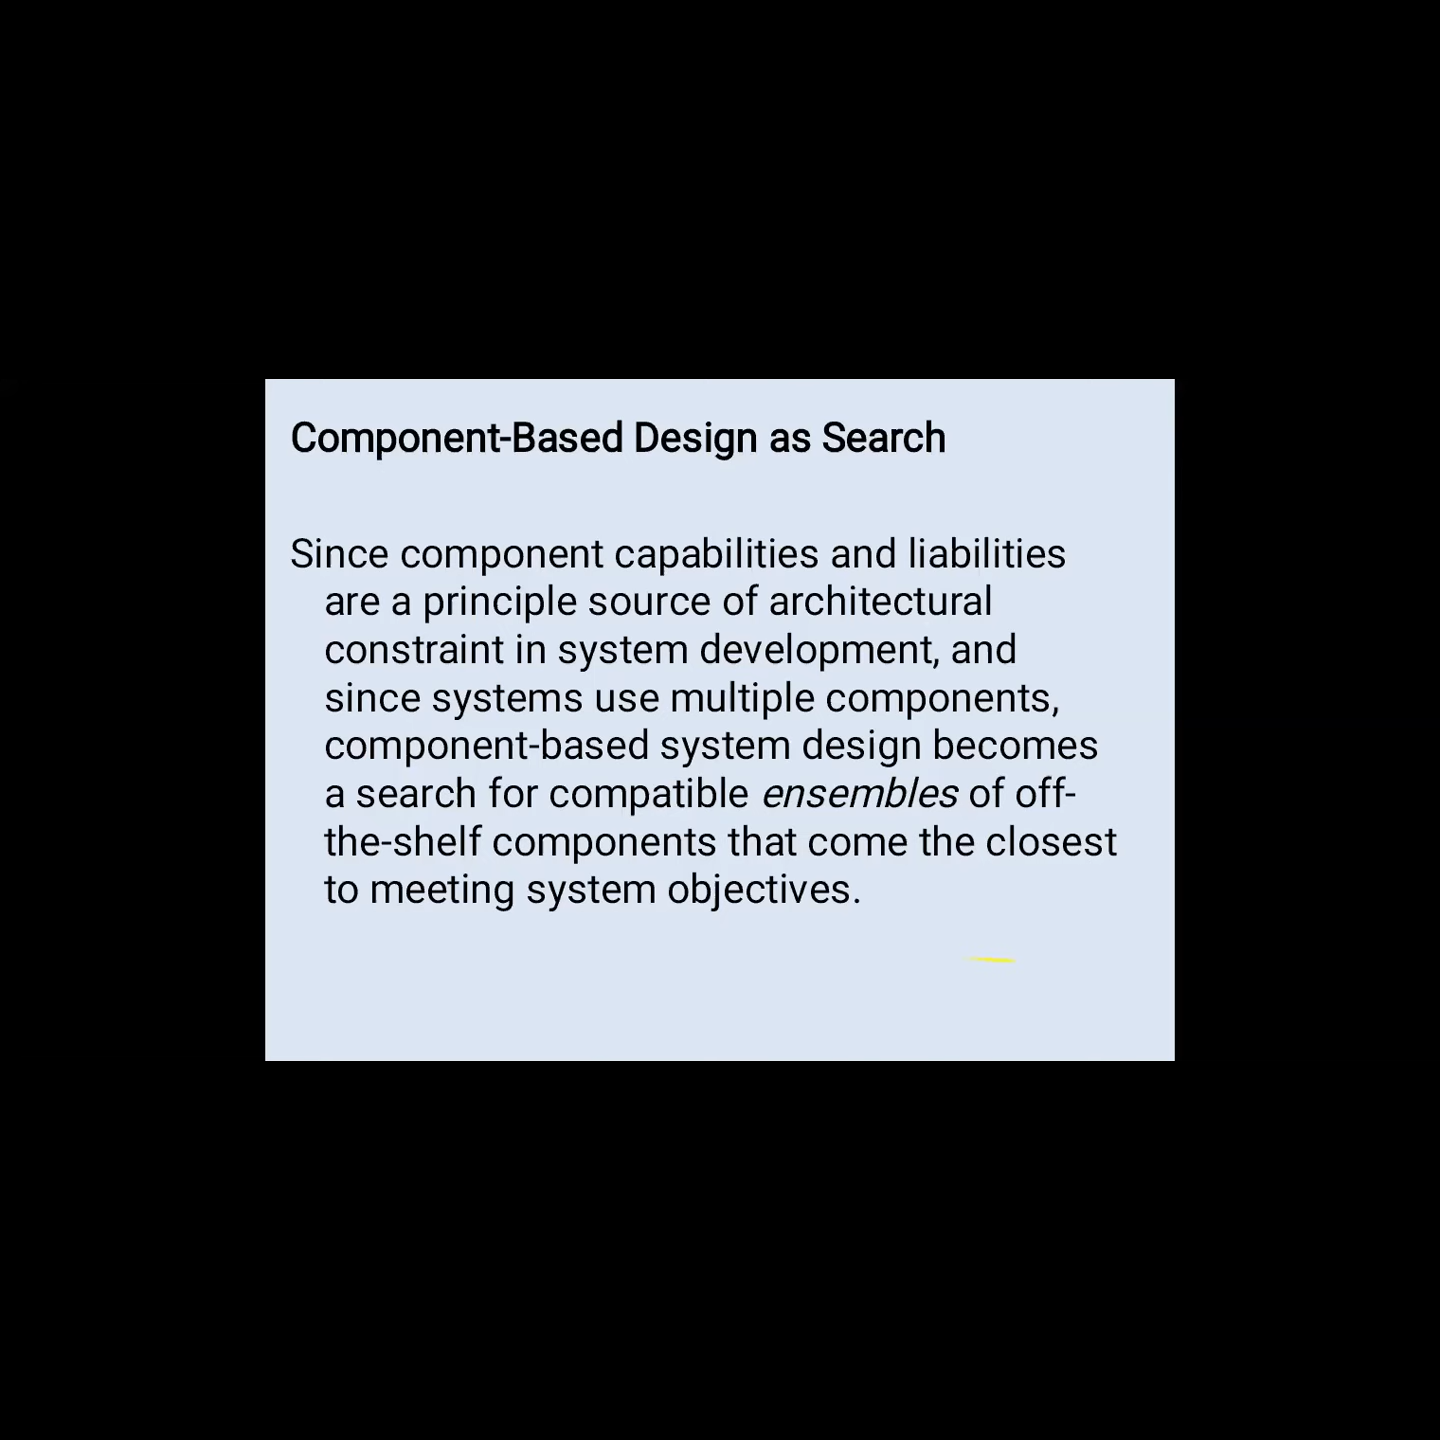 Component-Based Design as Search
Since component capabilities and liabilities
are a principle source of architectural
constraint in system development, and
since systems use multiple components,
component-based system design becomes
a search for compatible ensembles of off-
the-shelf components that come the closest
to meeting system objectives.